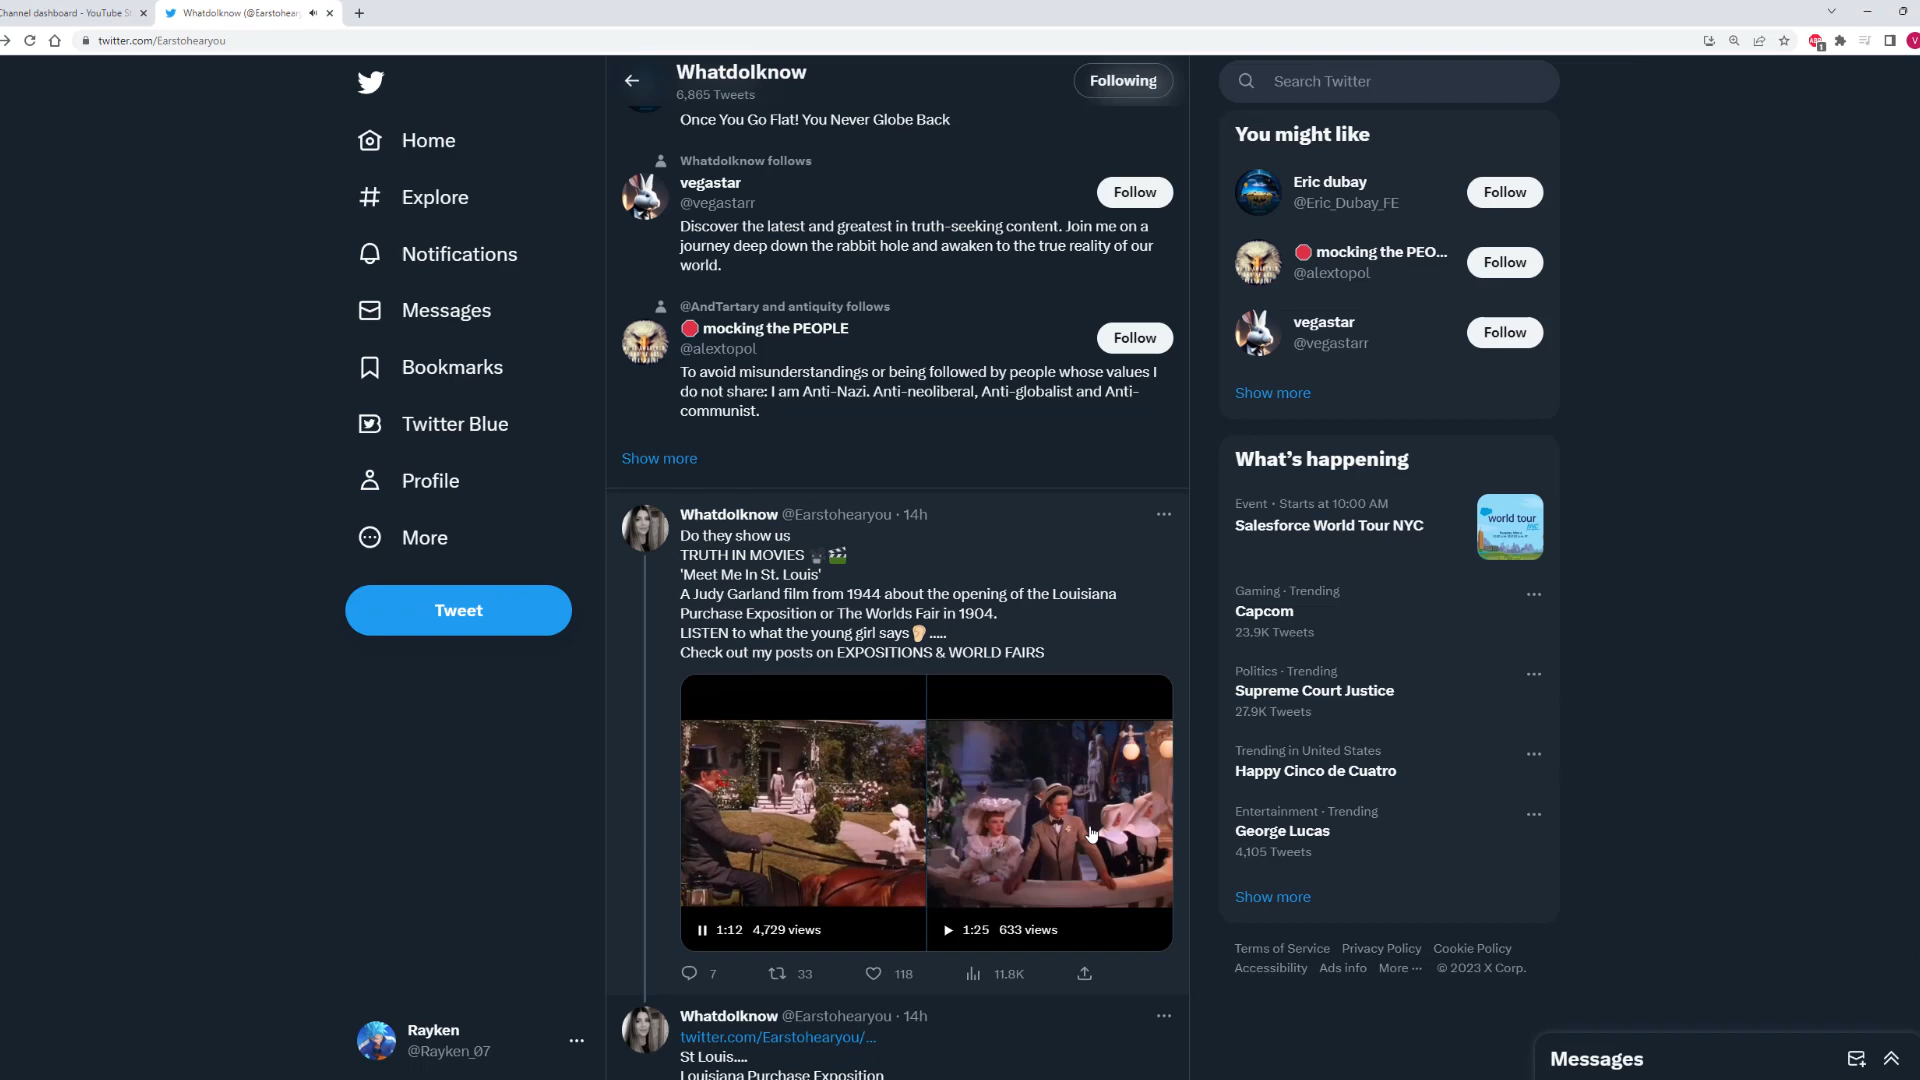 Channel dashboard - YouTube St
Whatdolknow (@Earstohear
twitter.com/Earstohearyou
Home
Explore
Notifications
Messages
Bookmarks
Twitter Blue
Profile
More
Tweet
Rayken
@Rayken_07
Whatdolknow
6,865 Tweets
Following
Once You Go Flat! You Never Globe Back
Whatdolknow follows
vegastar
@vegastarr
Follow
Discover the latest and greatest in truth-seeking content. Join me on a
journey deep down the rabbit hole and awaken to the true reality of our
world.
@AndTartary and antiquity follows
🛑 mocking the PEOPLE
@alextopol
Follow
To avoid misunderstandings or being followed by people whose values I
do not share: I am Anti-Nazi. Anti-neoliberal, Anti-globalist and Anti-
communist.
Show more
Whatdolknow @Earstohearyou · 14h
Do they show us
TRUTH IN MOVIES 🎬
'Meet Me In St. Louis'
A Judy Garland film from 1944 about the opening of the Louisiana
Purchase Exposition or The Worlds Fair in 1904.
LISTEN to what the young girl says👂.....
Check out my posts on EXPOSITIONS & WORLD FAIRS
1:12 4,729 views
1:25 633 views
7 33 118 11.8K
Whatdolknow @Earstohearyou · 14h
twitter.com/Earstohearyou/...
St Louis....
Louisiana Purchase Exposition
Search Twitter
You might like
Eric dubay
@Eric_Dubay_FE
Follow
🛑 mocking the PEO...
@alextopol
Follow
vegastar
@vegastarr
Follow
Show more
What's happening
Event · Starts at 10:00 AM
Salesforce World Tour NYC
world tour
Gaming · Trending
Capcom
23.9K Tweets
Politics · Trending
Supreme Court Justice
27.9K Tweets
Trending in United States
Happy Cinco de Cuatro
Entertainment · Trending
George Lucas
4,105 Tweets
Show more
Terms of Service Privacy Policy Cookie Policy
Accessibility Ads info More ··· © 2023 X Corp.
Messages